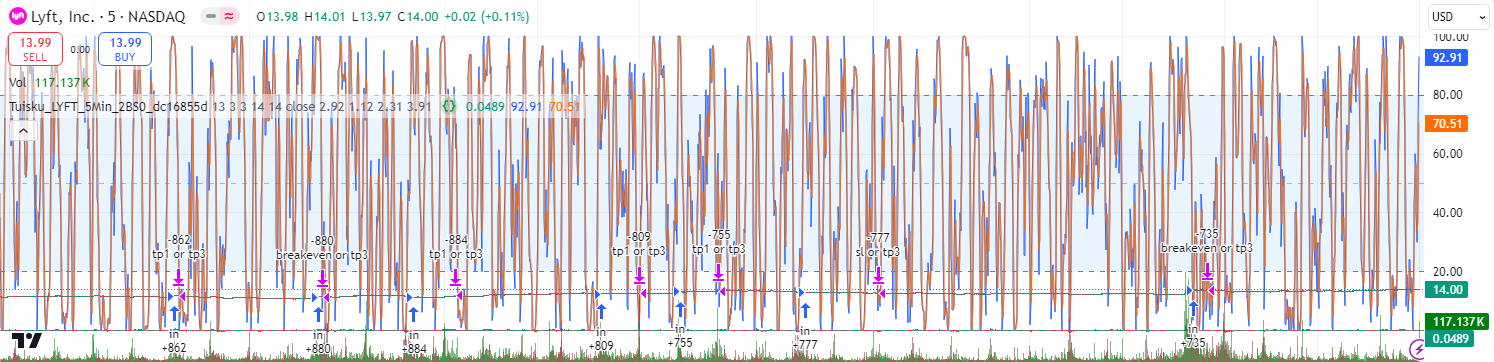 Lyft, Inc. · 5 · NASDAQ O13.98 H14.01 L13.97 C14.00 +0.02 (+0.11%)
USD
13.99
SELL
0.00
13.99
BUY
Vol 117.137K
Tuisku_LYFT_5Min_2BS0_dc16855d 13 3 3 14 14 close 2.92 1.12 2.31 3.91 0.0489 92.91 70.51
100.00
92.91
80.00
70.51
60.00
40.00
20.00
14.00
117.137K
0.0489
-862
tp1 or tp3
-880
breakeven or tp3
-884
tp1 or tp3
-809
tp1 or tp3
-755
tp1 or tp3
-777
sl or tp3
-735
breakeven or tp3
in
+862
in
+880
in
+884
in
+809
in
+755
in
+777
in
+735